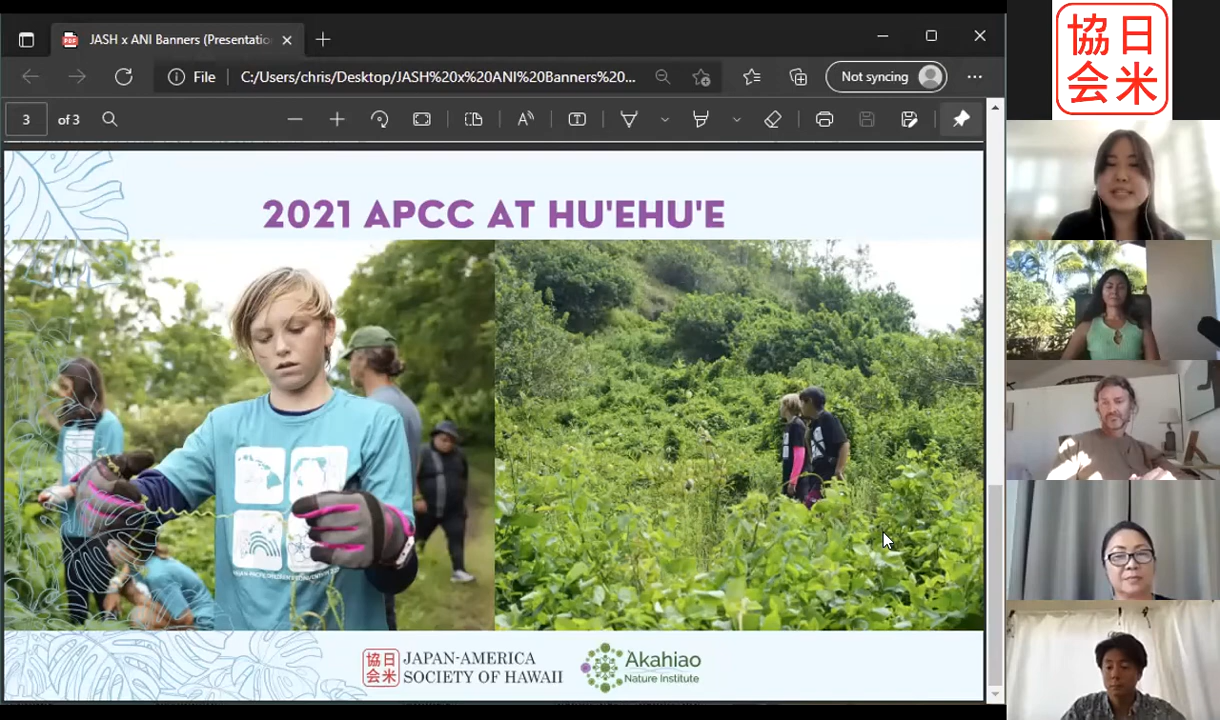 JASH x ANI Banners (Presentatio
File
C:/Users/chris/Desktop/JASH%20x%20ANI%20Banners%20...
Not syncing
3 of 3
2021 APCC AT HU'EHU'E
協日
会米
JAPAN-AMERICA
SOCIETY OF HAWAII
Akahiao
Nature Institute
協日
会米